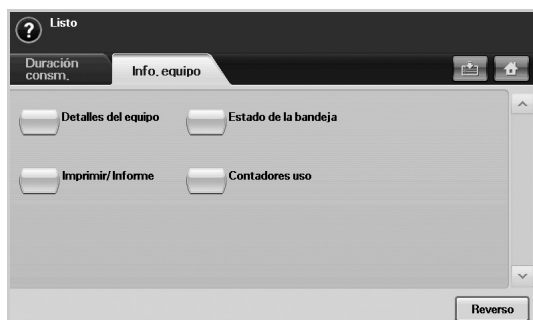 Listo
Duración
consm.
Info. equipo
Detalles del equipo
Estado de la bandeja
Imprimir/Informe
Contadores uso
Reverso